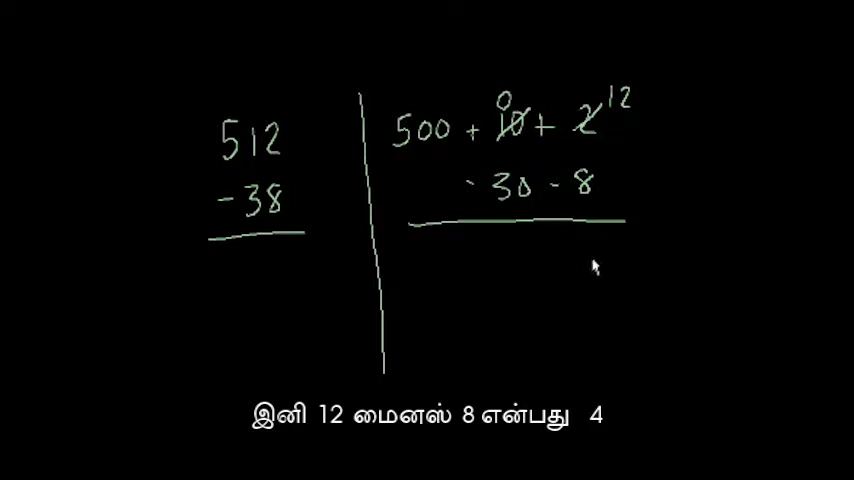 512
-38
0 12
500 + 10 + 2
- 30 - 8
இனி 12 மைனஸ் 8 என்பது 4